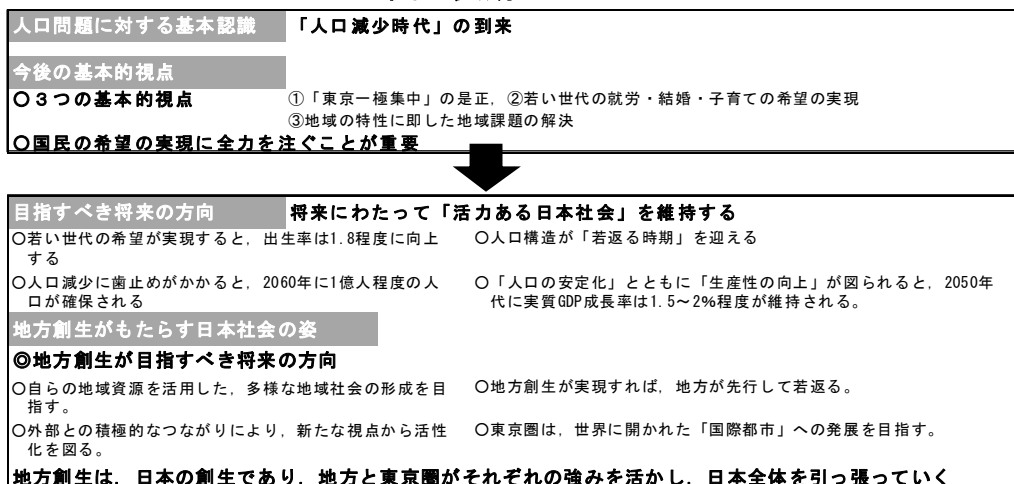 人口問題に対する基本認識 「人口減少時代」の到来
今後の基本的視点
○３つの基本的視点 ①「東京一極集中」の是正，②若い世代の就労・結婚・子育ての希望の実現
③地域の特性に即した地域課題の解決
○国民の希望の実現に全力を注ぐことが重要
目指すべき将来の方向 将来にわたって「活力ある日本社会」を維持する
○若い世代の希望が実現すると，出生率は1.8程度に向上
する
○人口構造が「若返る時期」を迎える
○人口減少に歯止めがかかると，2060年に1億人程度の人
口が確保される
○「人口の安定化」とともに「生産性の向上」が図られると，2050年
代に実質GDP成長率は1.5～2%程度が維持される。
地方創生がもたらす日本社会の姿
◎地方創生が目指すべき将来の方向
○自らの地域資源を活用した，多様な地域社会の形成を目
指す。
○地方創生が実現すれば，地方が先行して若返る。
○外部との積極的なつながりにより，新たな視点から活性
化を図る。
○東京圏は，世界に開かれた「国際都市」への発展を目指す。
地方創生は，日本の創生であり，地方と東京圏がそれぞれの強みを活かし，日本全体を引っ張っていく